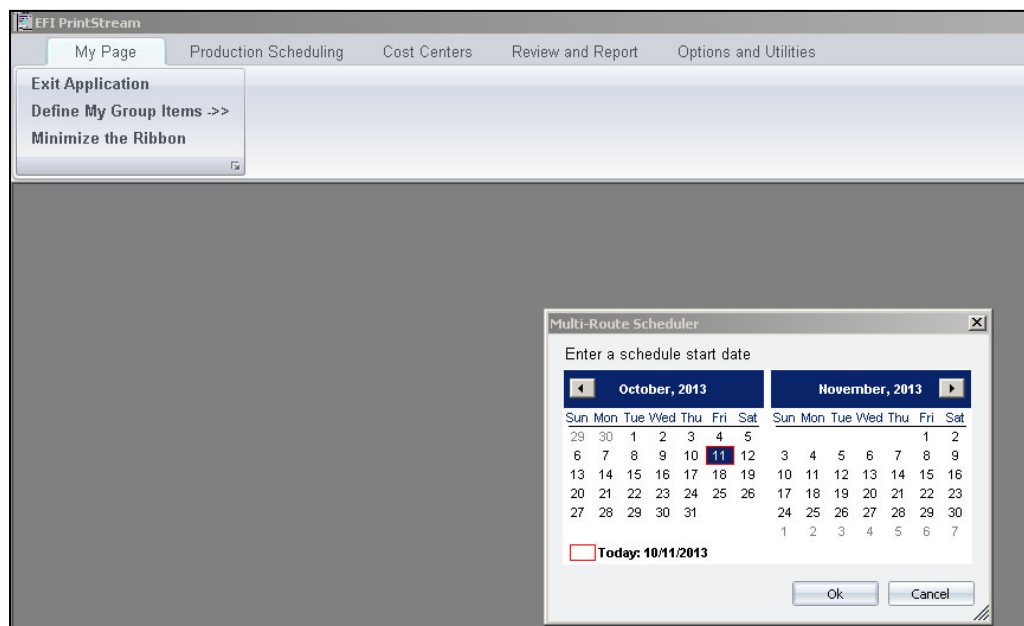 EFI PrintStream
My Page Production Scheduling Cost Centers Review and Report Options and Utilities
Exit Application
Define My Group Items ->>
Minimize the Ribbon
Multi-Route Scheduler
Enter a schedule start date
October, 2013 November, 2013
Sun Mon Tue Wed Thu Fri Sat Sun Mon Tue Wed Thu Fri Sat
29 30 1 2 3 4 5 1 2
6 7 8 9 10 11 12 3 4 5 6 7 8 9
13 14 15 16 17 18 19 10 11 12 13 14 15 16
20 21 22 23 24 25 26 17 18 19 20 21 22 23
27 28 29 30 31 24 25 26 27 28 29 30
1 2 3 4 5 6 7
Today: 10/11/2013
Ok Cancel